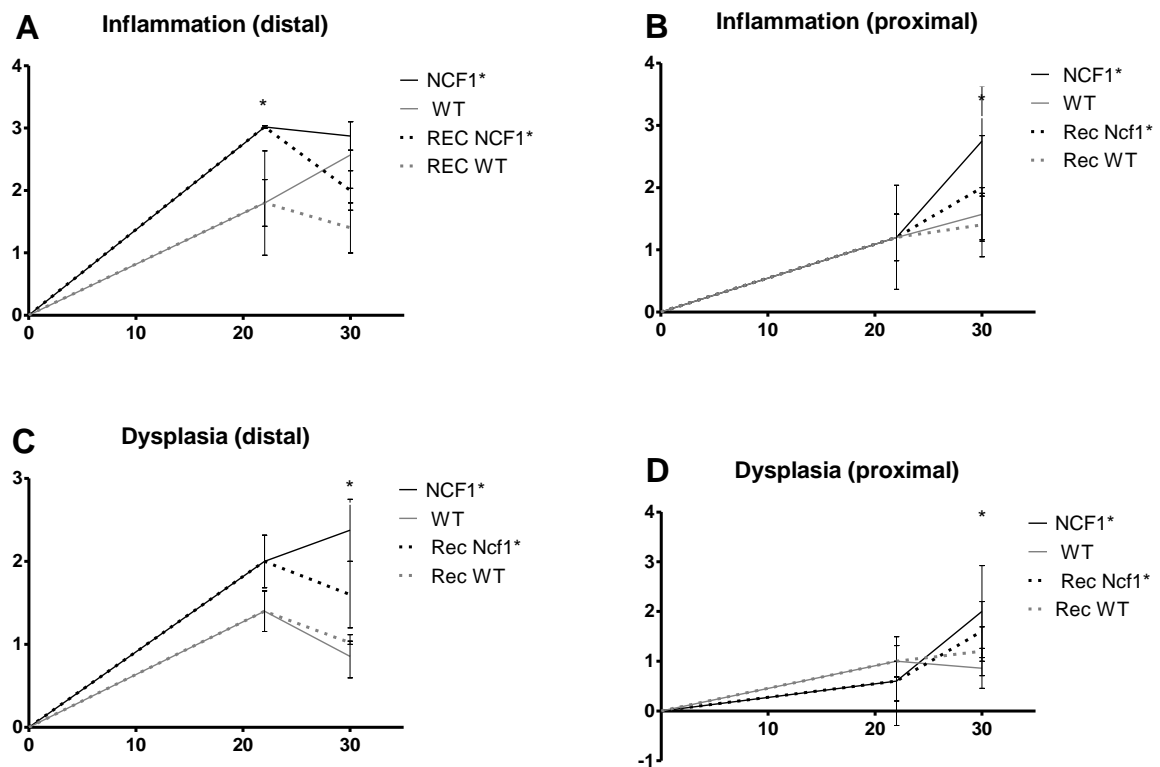 A
Inflammation (distal)
4
3
2
1
0
0
10
20
30
*
NCF1*
WT
REC NCF1*
REC WT
B
Inflammation (proximal)
4
3
2
1
0
0
10
20
30
*
NCF1*
WT
Rec Ncf1*
Rec WT
C
Dysplasia (distal)
3
2
1
0
0
10
20
30
*
NCF1*
WT
Rec Ncf1*
Rec WT
D
Dysplasia (proximal)
4
3
2
1
0
-1
10
20
30
*
NCF1*
WT
Rec Ncf1*
Rec WT